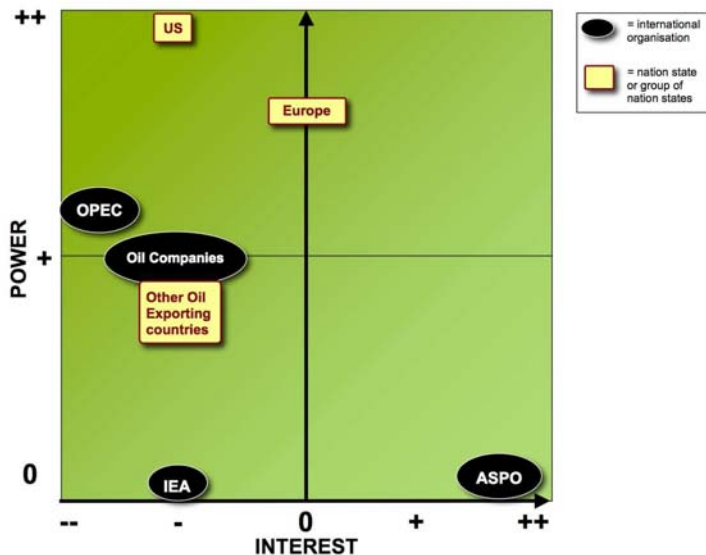 ++
US
= international
organisation
= nation state
or group of
nation states
Europe
OPEC
POWER
+
Oil Companies
Other Oil
Exporting
countries
0
IEA
ASPO
-- - 0 + ++
INTEREST